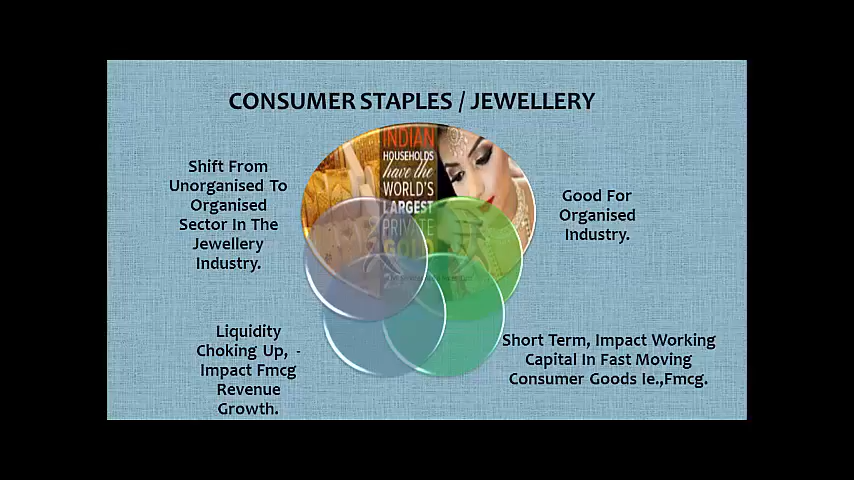 CONSUMER STAPLES / JEWELLERY
INDIAN
HOUSEHOLDS
have the
WORLD'S
LARGEST
PRIVATE
GOLD
Shift From
Unorganised To
Organised
Sector In The
Jewellery
Industry.
Good For
Organised
Industry.
Liquidity
Choking Up, -
Impact Fmcg
Revenue
Growth.
Short Term, Impact Working
Capital In Fast Moving
Consumer Goods Ie.,Fmcg.